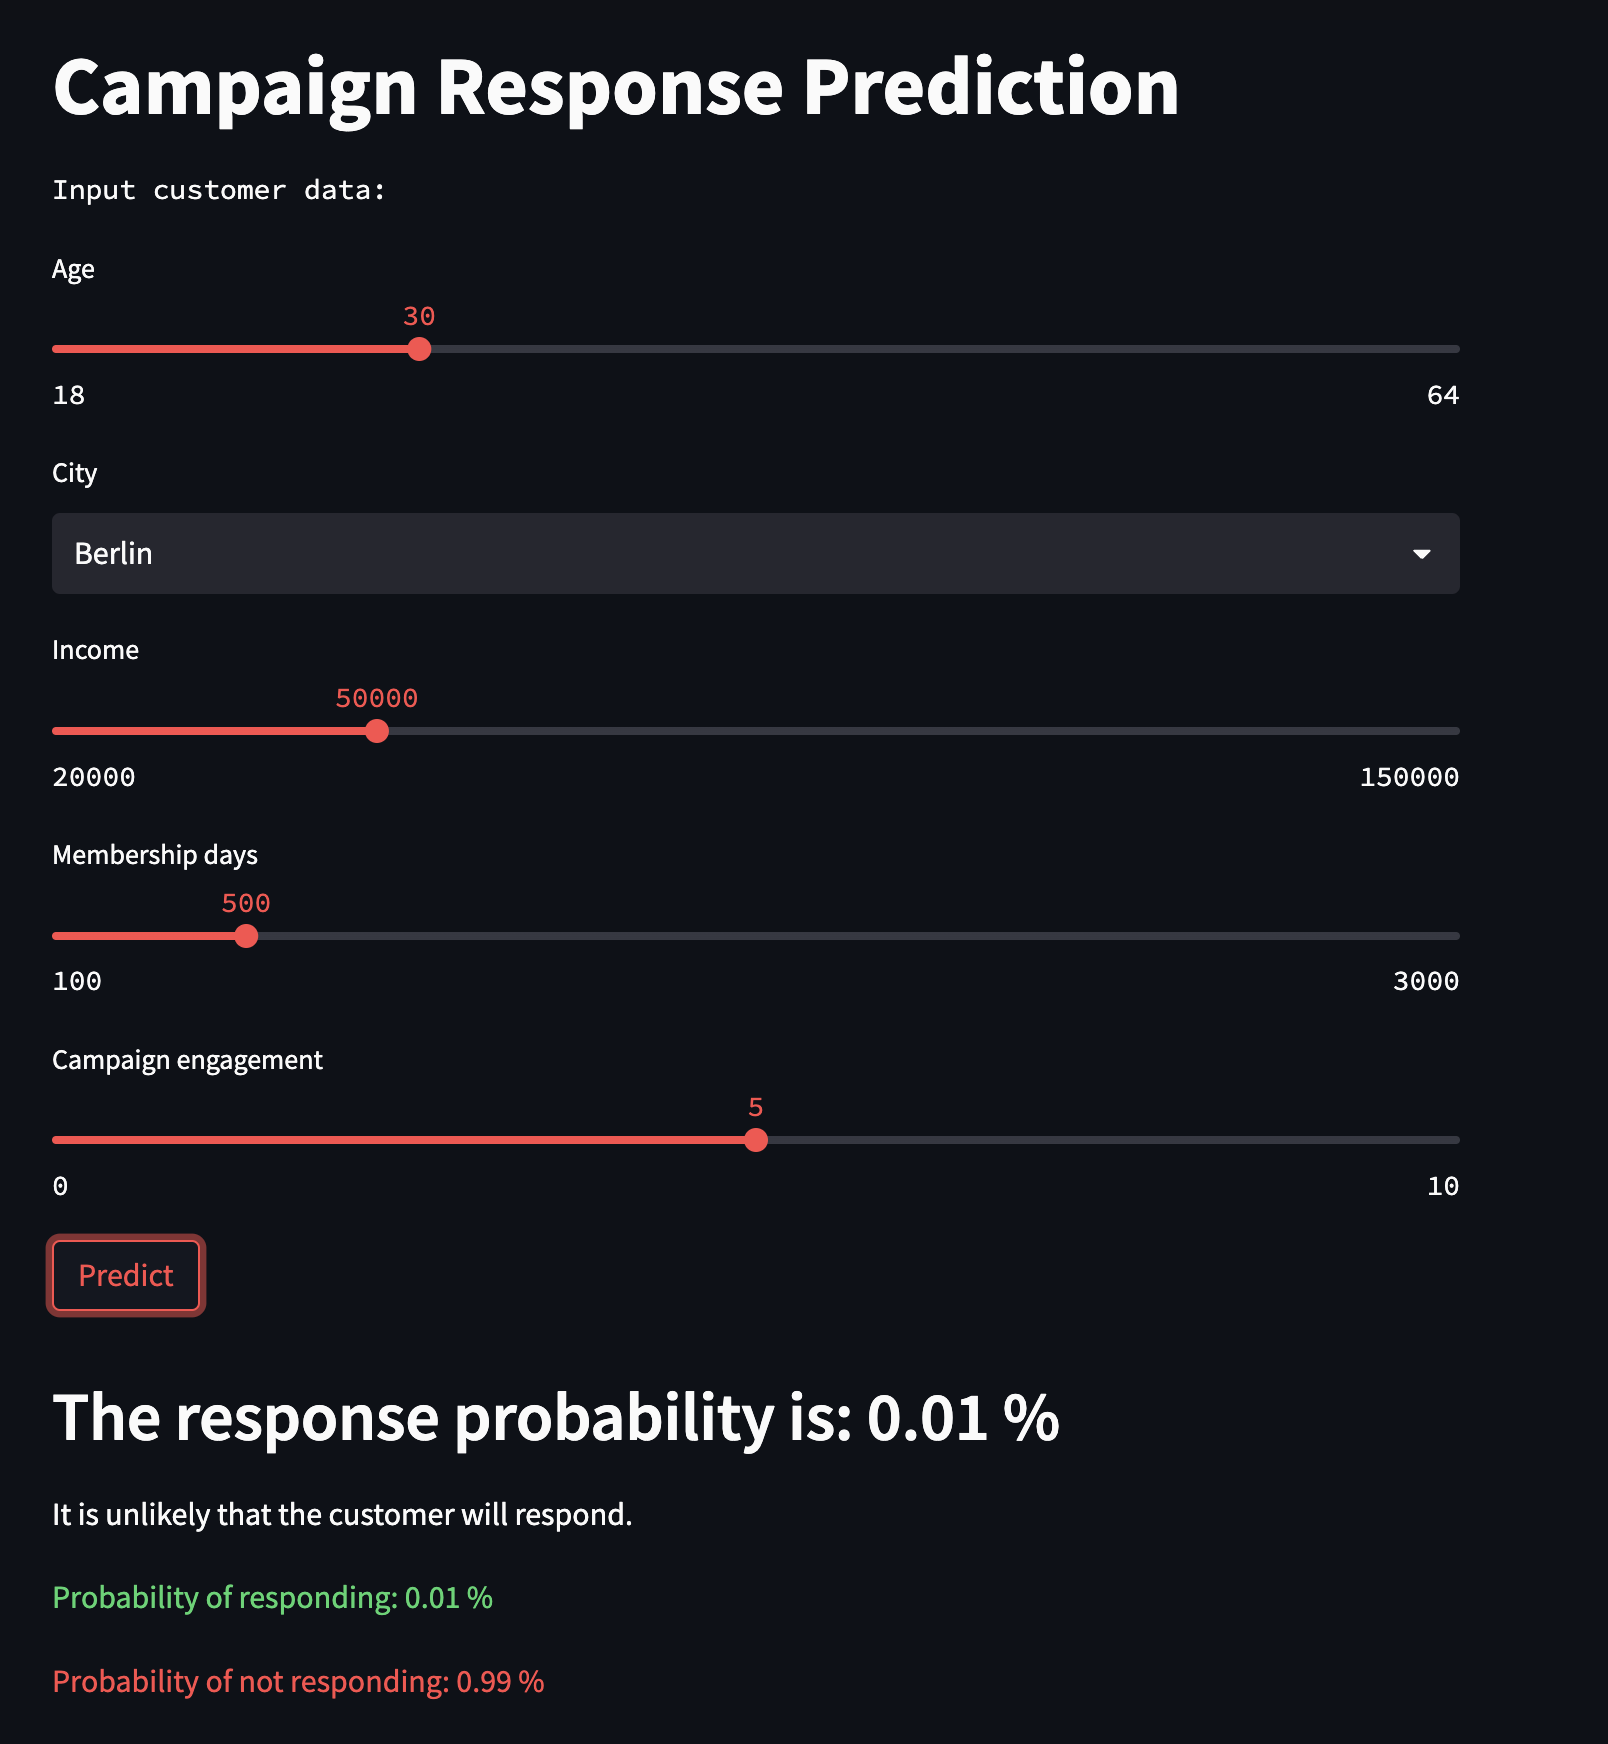 Campaign Response Prediction
Input customer data:
Age
30
18 64
City
Berlin
Income
50000
20000 150000
Membership days
500
100 3000
Campaign engagement
5
0 10
Predict
The response probability is: 0.01 %
It is unlikely that the customer will respond.
Probability of responding: 0.01 %
Probability of not responding: 0.99 %